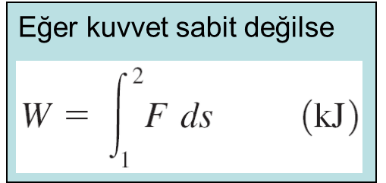 Eğer kuvvet sabit değilse
W = ∫₁² F ds (kJ)